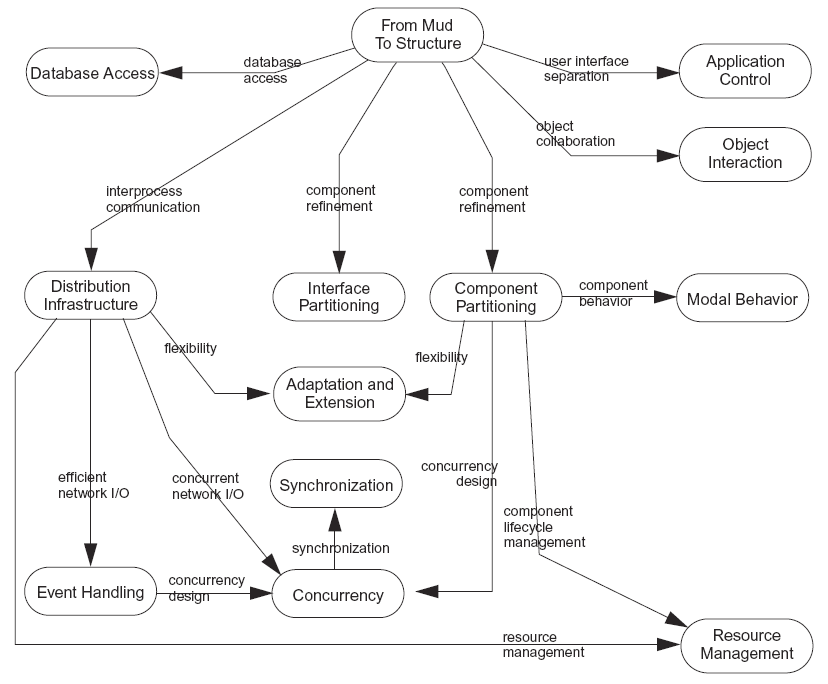 From Mud
To Structure
Database Access
database
access
user interface
separation
Application
Control
object
collaboration
Object
Interaction
interprocess
communication
component
refinement
component
refinement
Distribution
Infrastructure
Interface
Partitioning
Component
Partitioning
component
behavior
Modal Behavior
flexibility
flexibility
Adaptation and
Extension
efficient
network I/O
concurrent
network I/O
Synchronization
concurrency
design
synchronization
component
lifecycle
management
Event Handling
concurrency
design
Concurrency
resource
management
Resource
Management